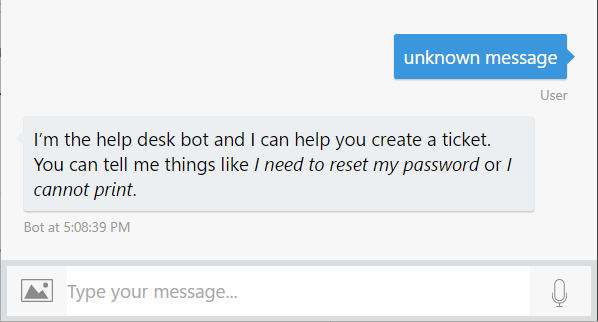 unknown message
User
I'm the help desk bot and I can help you create a ticket.
You can tell me things like I need to reset my password or I
cannot print.
Bot at 5:08:39 PM
Type your message...